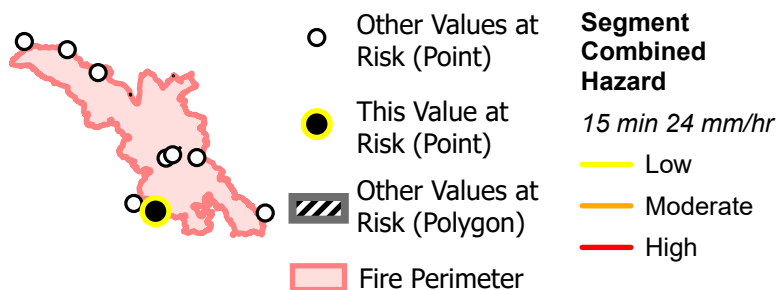 Other Values at
Risk (Point)
This Value at
Risk (Point)
Other Values at
Risk (Polygon)
Fire Perimeter
Segment
Combined
Hazard
15 min 24 mm/hr
Low
Moderate
High